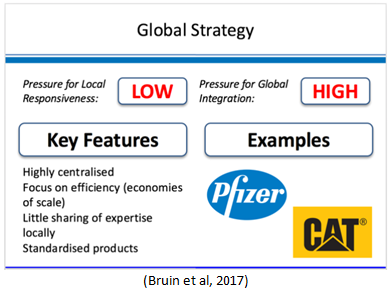 Global Strategy
Pressure for Local
Responsiveness:
LOW
Pressure for Global
Integration:
HIGH
Key Features
Examples
Highly centralised
Focus on efficiency (economies
of scale)
Little sharing of expertise
locally
Standardised products
Pfizer
CAT
(Bruin et al, 2017)